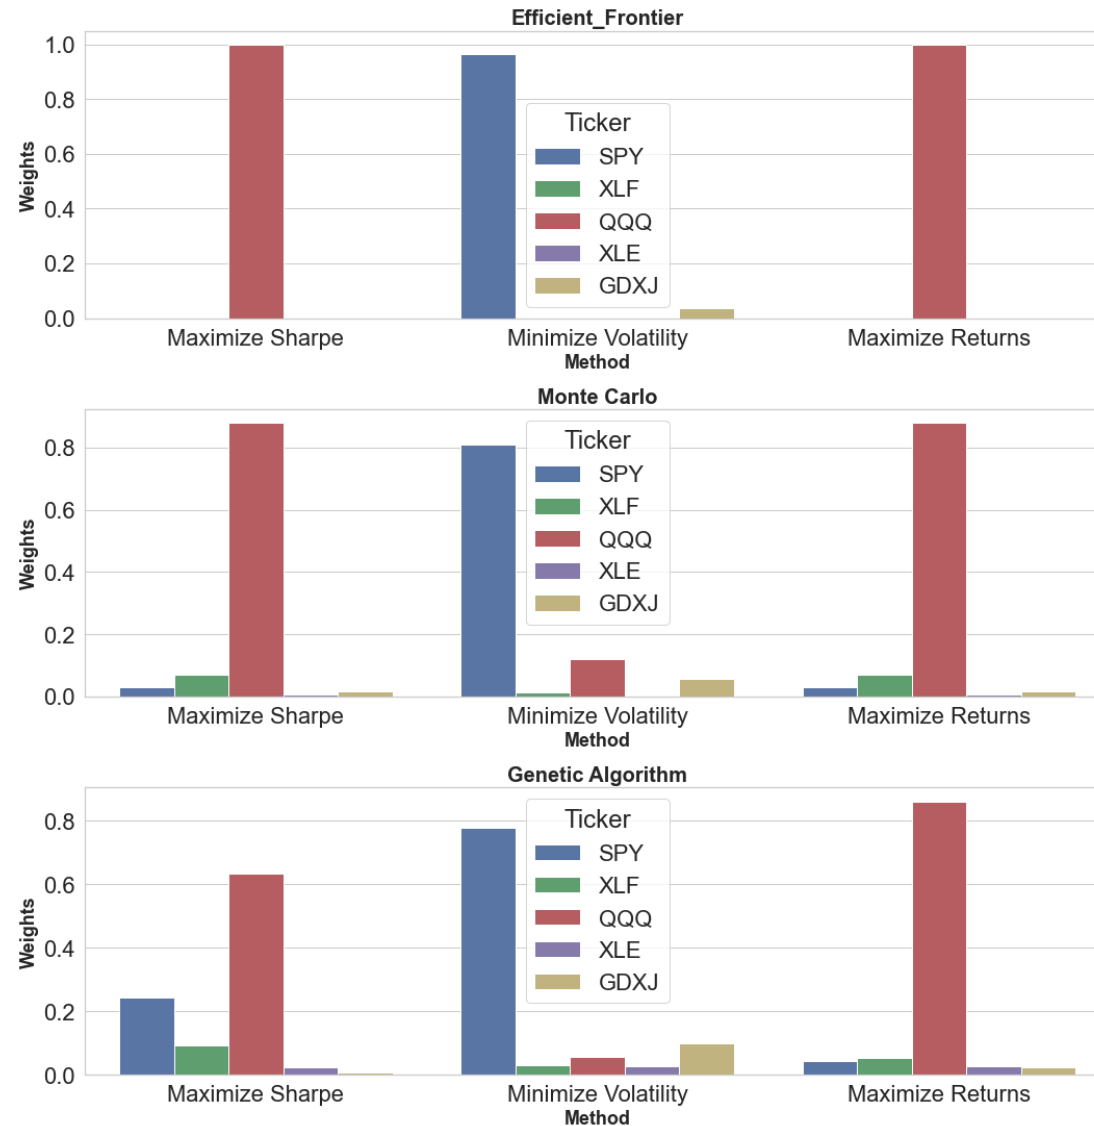 Efficient_Frontier
1.0
0.8
0.6
0.4
0.2
0.0
Weights
Ticker
SPY
XLF
QQQ
XLE
GDXJ
Maximize Sharpe Minimize Volatility Maximize Returns
Method
Monte Carlo
0.8
0.6
0.4
0.2
0.0
Weights
Ticker
SPY
XLF
QQQ
XLE
GDXJ
Maximize Sharpe Minimize Volatility Maximize Returns
Method
Genetic Algorithm
0.8
0.6
0.4
0.2
0.0
Weights
Ticker
SPY
XLF
QQQ
XLE
GDXJ
Maximize Sharpe Minimize Volatility Maximize Returns
Method